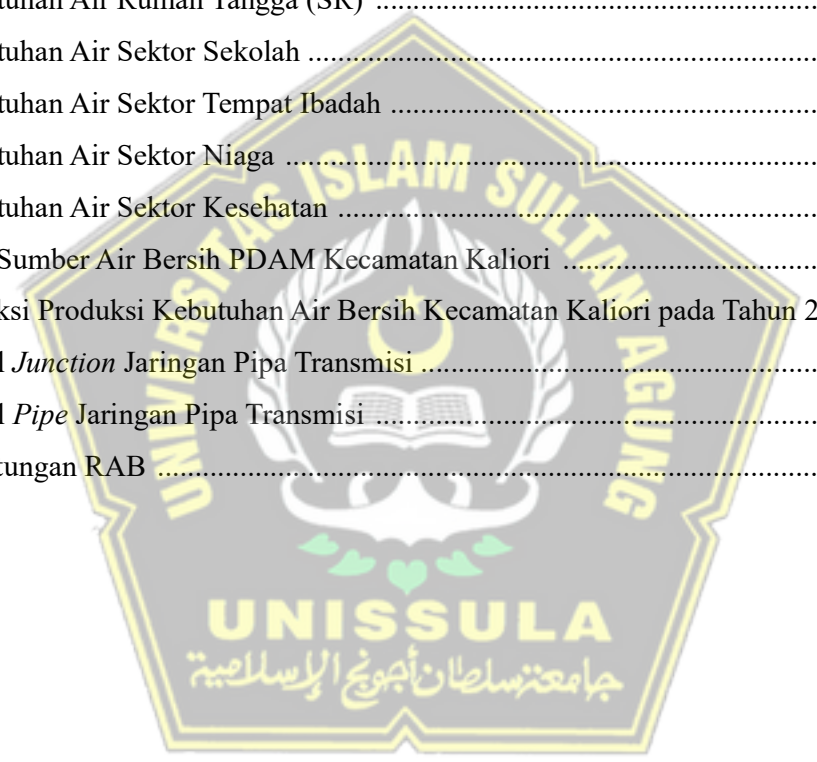 tuhan Air Rumah Tangga (SR) ........................................
tuhan Air Sektor Sekolah ........................................
tuhan Air Sektor Tempat Ibadah ........................................
tuhan Air Sektor Niaga ........................................
tuhan Air Sektor Kesehatan ........................................
Sumber Air Bersih PDAM Kecamatan Kaliori ........................................
ksi Produksi Kebutuhan Air Bersih Kecamatan Kaliori pada Tahun 2
l Junction Jaringan Pipa Transmisi ........................................
l Pipe Jaringan Pipa Transmisi ........................................
tungan RAB ........................................
UNIVERSITAS ISLAM SULTAN AGUNG
UNISSULA
جامعة سلطان أجونج الإسلامية